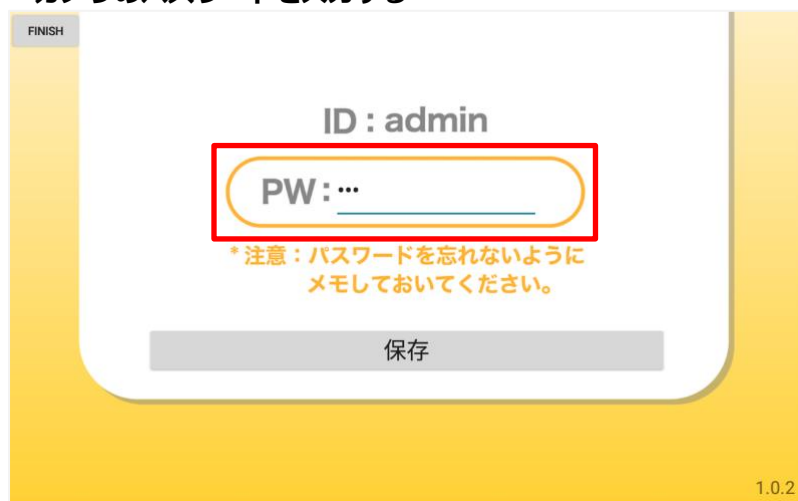 FINISH
ID : admin
PW : •••
* 注意：パスワードを忘れないように
メモしておいてください。
保存
1.0.2